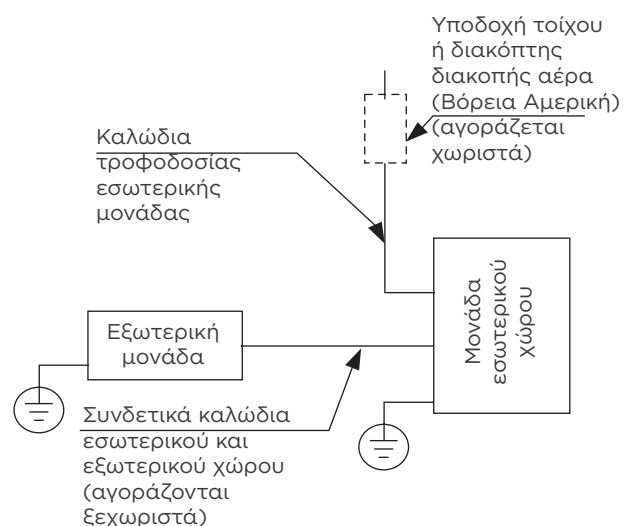 Υποδοχή τοίχου
ή διακόπτης
διακοπής αέρα
(Βόρεια Αμερική)
(αγοράζεται
χωριστά)
Καλώδια
τροφοδοσίας
εσωτερικής
μονάδας
Μονάδα
εσωτερικού
χώρου
Εξωτερική
μονάδα
Συνδετικά καλώδια
εσωτερικού και
εξωτερικού χώρου
(αγοράζονται
ξεχωριστά)